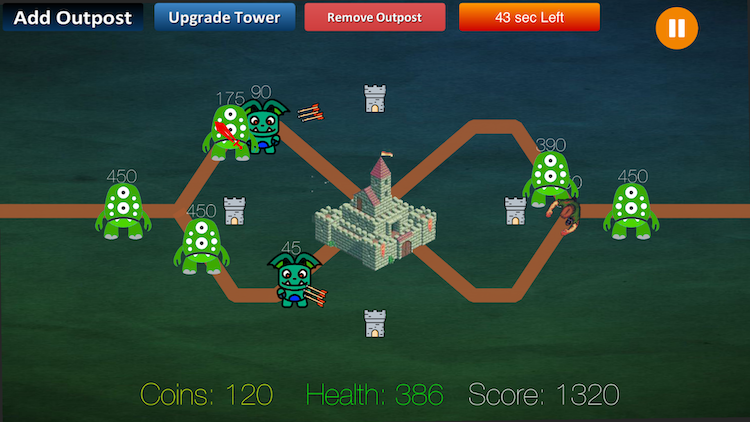 Add Outpost
Upgrade Tower
Remove Outpost
43 sec Left
175
90
390
450
450
450
45
Coins: 120
Health: 386
Score: 1320